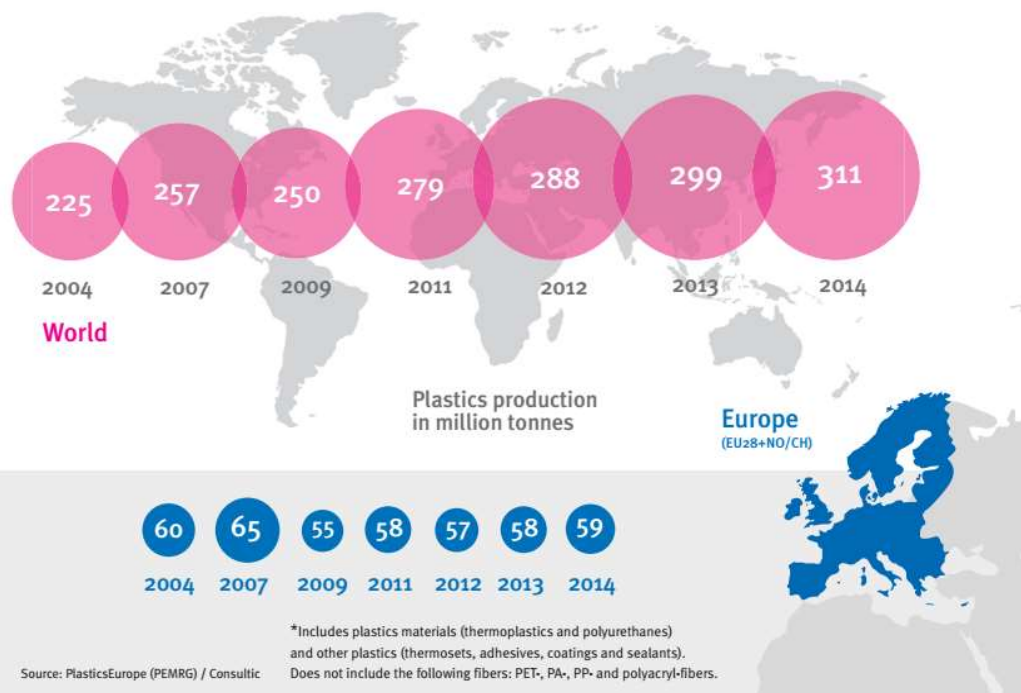 225 257 250 279 288 299 311
2004 2007 2009 2011 2012 2013 2014
World
Plastics production
in million tonnes
Europe
(EU28+NO/CH)
60 65 55 58 57 58 59
2004 2007 2009 2011 2012 2013 2014
*Includes plastics materials (thermoplastics and polyurethanes)
and other plastics (thermosets, adhesives, coatings and sealants).
Does not include the following fibers: PET-, PA-, PP- and polyacryl-fibers.
Source: PlasticsEurope (PEMRG) / Consultic